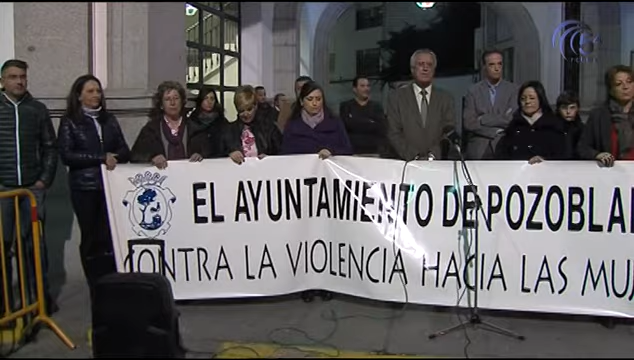 EL AYUNTAMIENTO DE POZOBLA
CONTRA LA VIOLENCIA HACIA LAS MU